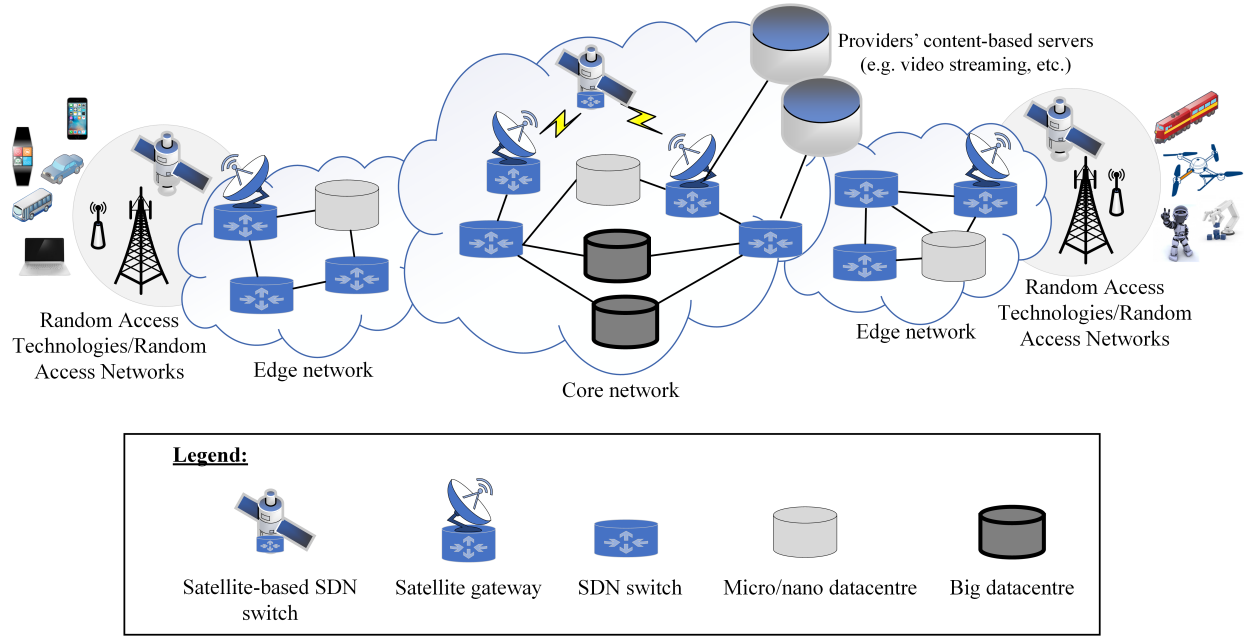 Providers’ content-based servers
(e.g. video streaming, etc.)
Random Access
Technologies/Random
Access Networks
Edge network
Core network
Edge network
Random Access
Technologies/Random
Access Networks
Legend:
Satellite-based SDN
switch
Satellite gateway
SDN switch
Micro/nano datacentre
Big datacentre